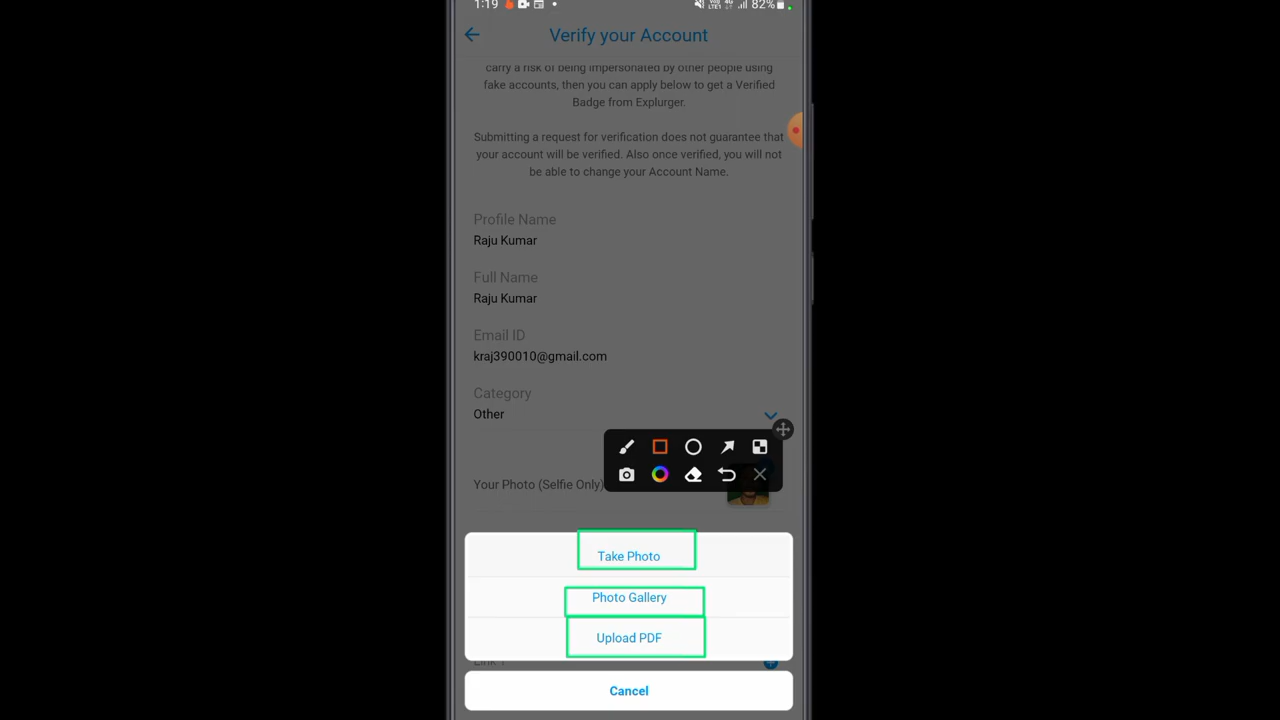 1:19
82%
Verify your Account
carry a risk of being impersonated by other people using
fake accounts, then you can apply below to get a Verified
Badge from Explurger.
Submitting a request for verification does not guarantee that
your account will be verified. Also once verified, you will not
be able to change your Account Name.
Profile Name
Raju Kumar
Full Name
Raju Kumar
Email ID
kraj390010@gmail.com
Category
Other
Your Photo (Selfie Only)
Take Photo
Photo Gallery
Upload PDF
Link 1
Cancel